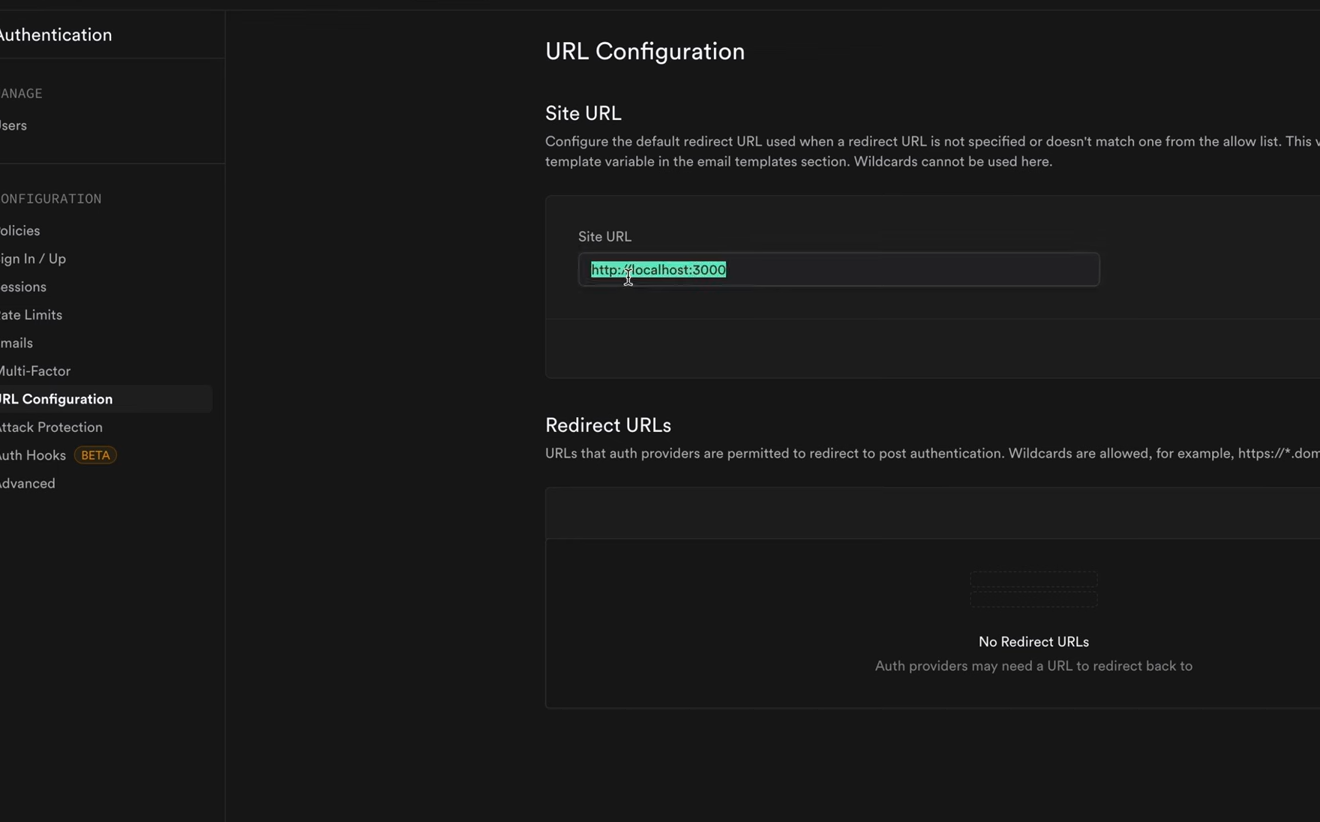 Authentication
URL Configuration
ANAGE
sers
ONFIGURATION
olicies
ign In / Up
essions
ate Limits
mails
Multi-Factor
URL Configuration
Attack Protection
Auth Hooks BETA
Advanced
Site URL
Configure the default redirect URL used when a redirect URL is not specified or doesn't match one from the allow list. This v
template variable in the email templates section. Wildcards cannot be used here.
Site URL
http://localhost:3000
Redirect URLs
URLs that auth providers are permitted to redirect to post authentication. Wildcards are allowed, for example, https://*.dom
No Redirect URLs
Auth providers may need a URL to redirect back to